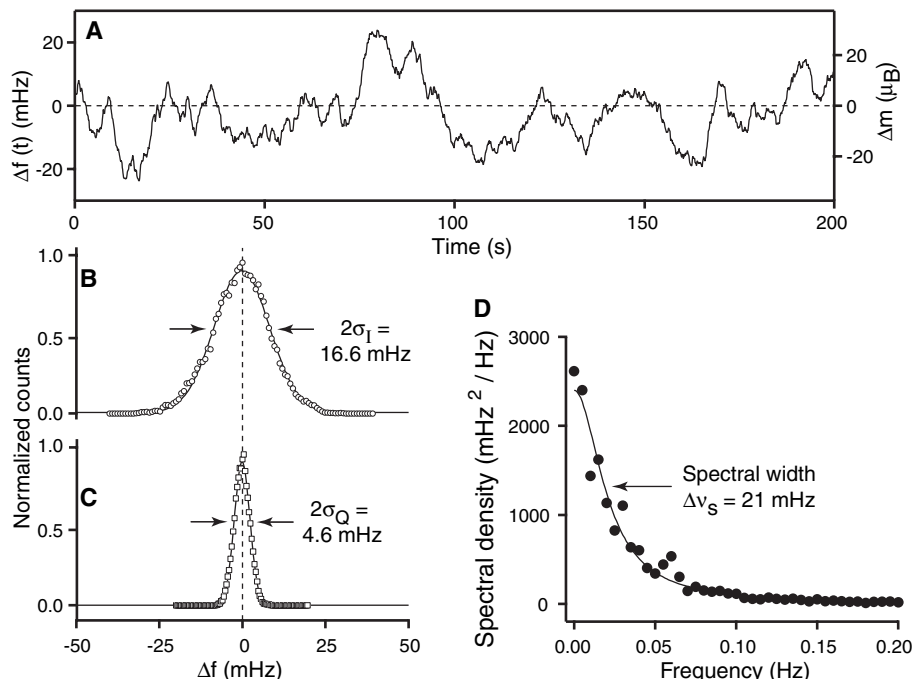 A
Δf (t) (mHz)
20
0
-20
20
0
-20
Δm (μB)
0
50
100
150
200
Time (s)
B
1.0
0.5
0.0
2σI =
16.6 mHz
Normalized counts
C
1.0
0.5
0.0
2σQ =
4.6 mHz
-50
-25
0
25
50
Δf (mHz)
D
Spectral density (mHz 2 / Hz)
3000
2000
1000
0
Spectral width
ΔνS = 21 mHz
0.00
0.05
0.10
0.15
0.20
Frequency (Hz)